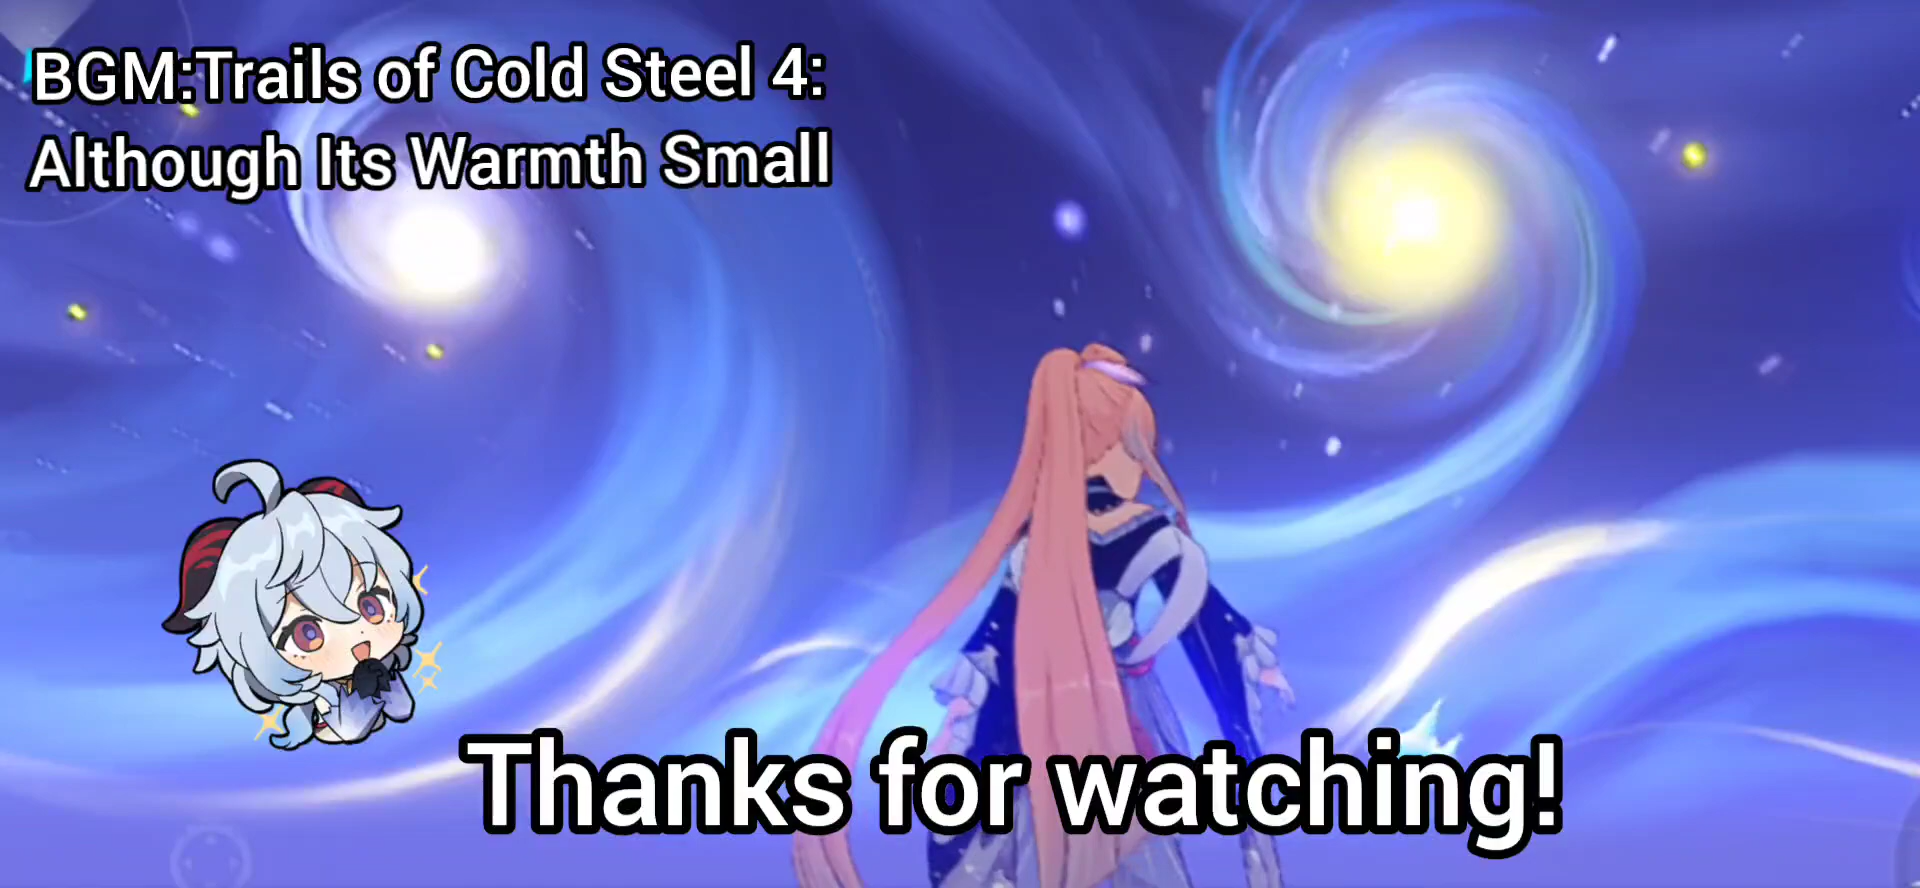 BGM:Trails of Cold Steel 4:
Although Its Warmth Small
Thanks for watching!